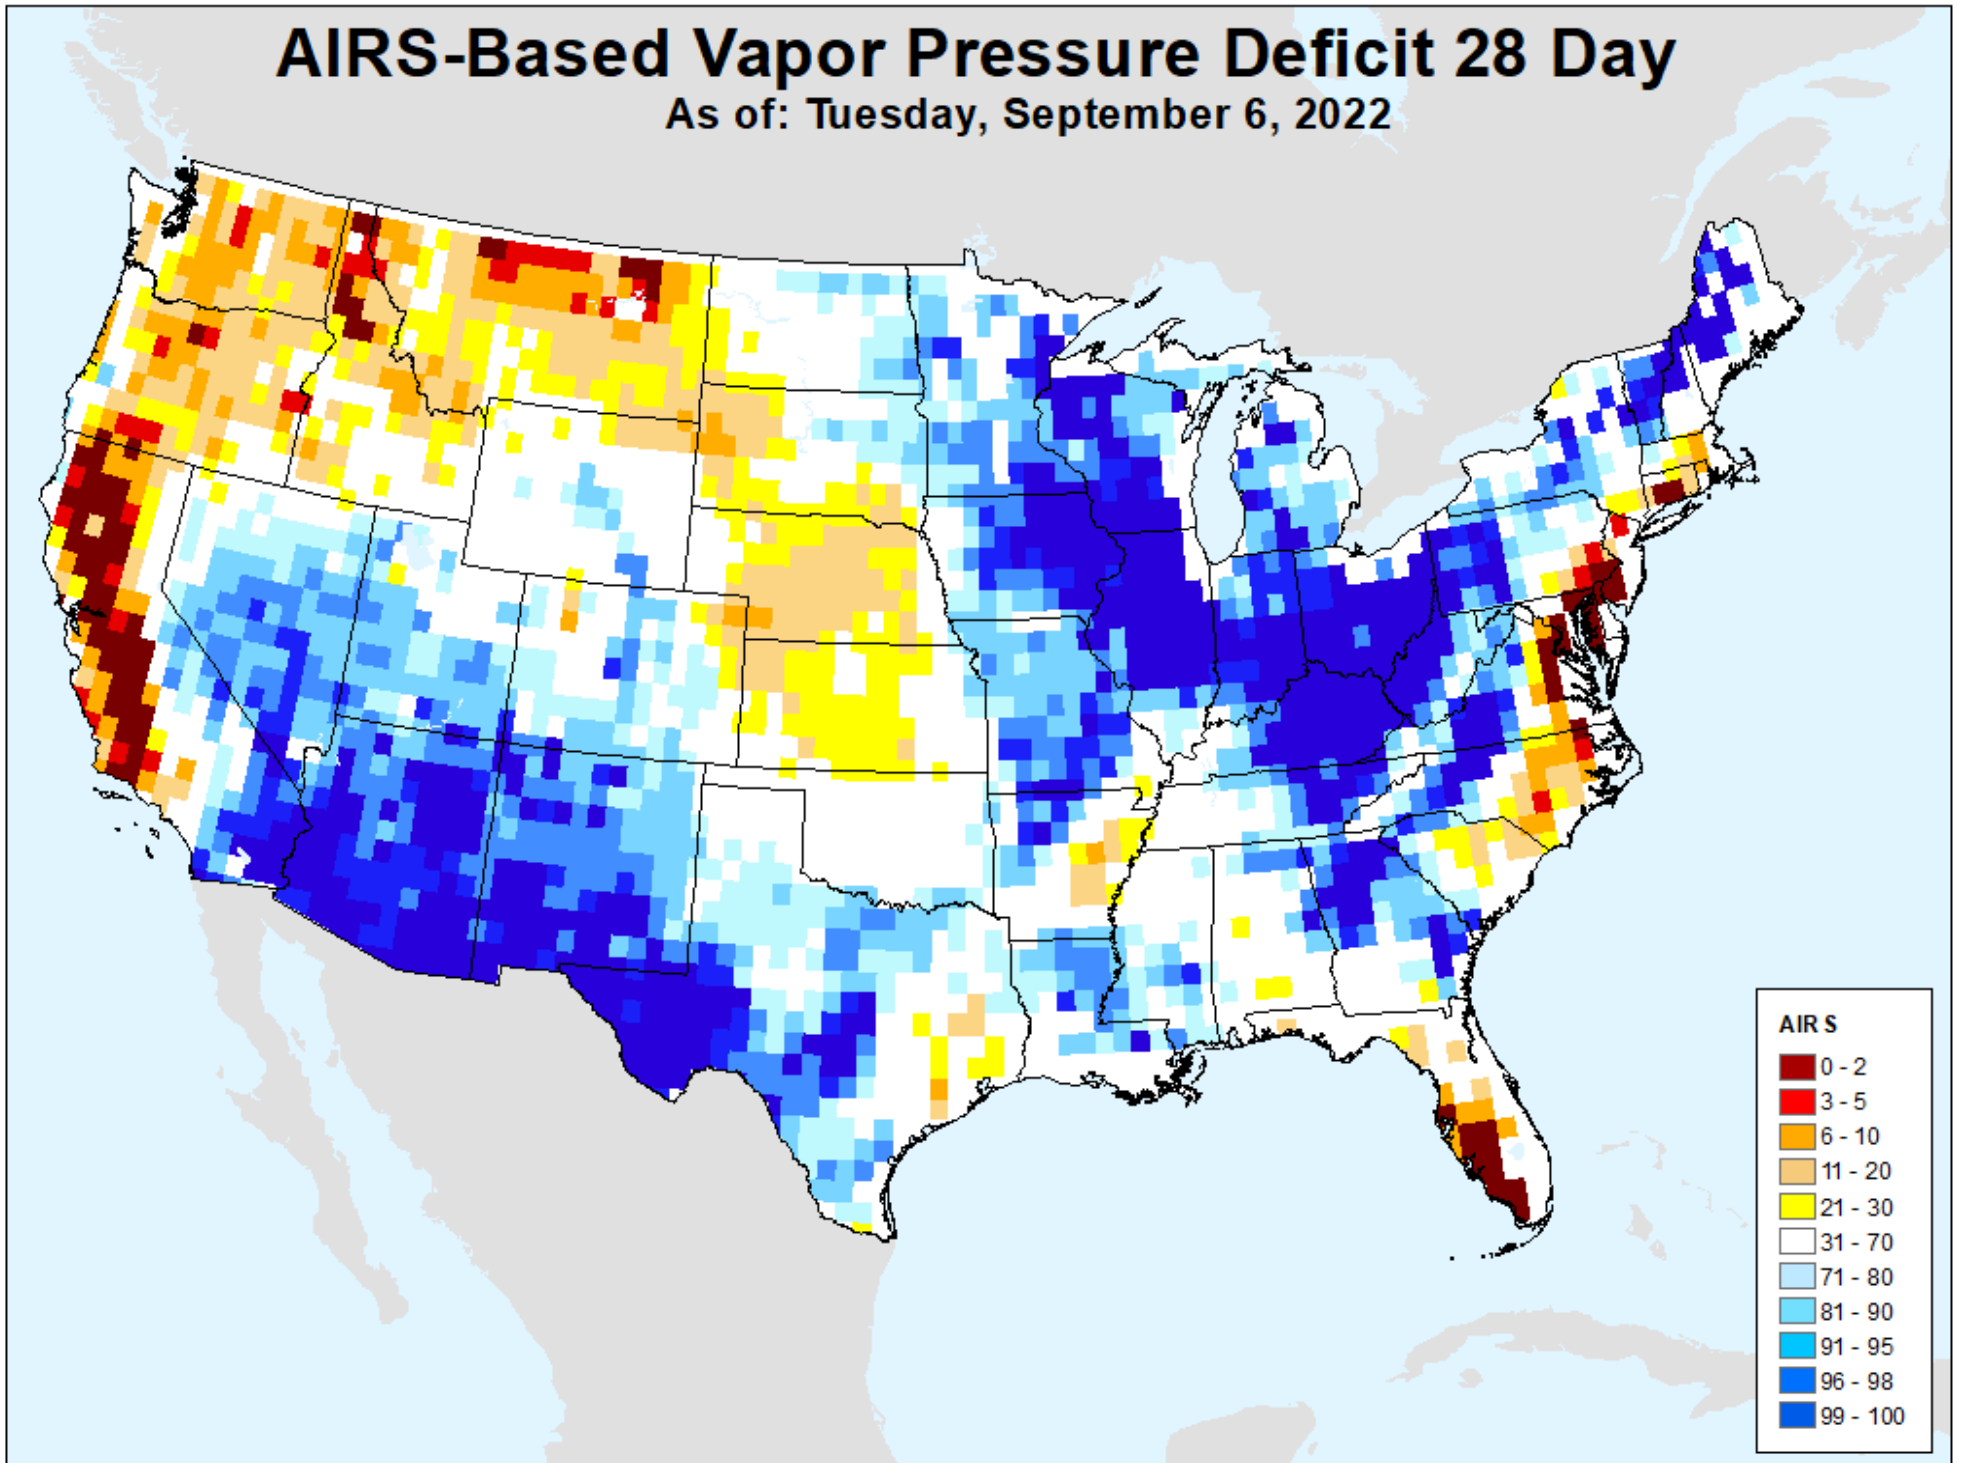 AIRS-Based Vapor Pressure Deficit 28 Day
As of: Tuesday, September 6, 2022
AIRS
0 - 2
3 - 5
6 - 10
11 - 20
21 - 30
31 - 70
71 - 80
81 - 90
91 - 95
96 - 98
99 - 100